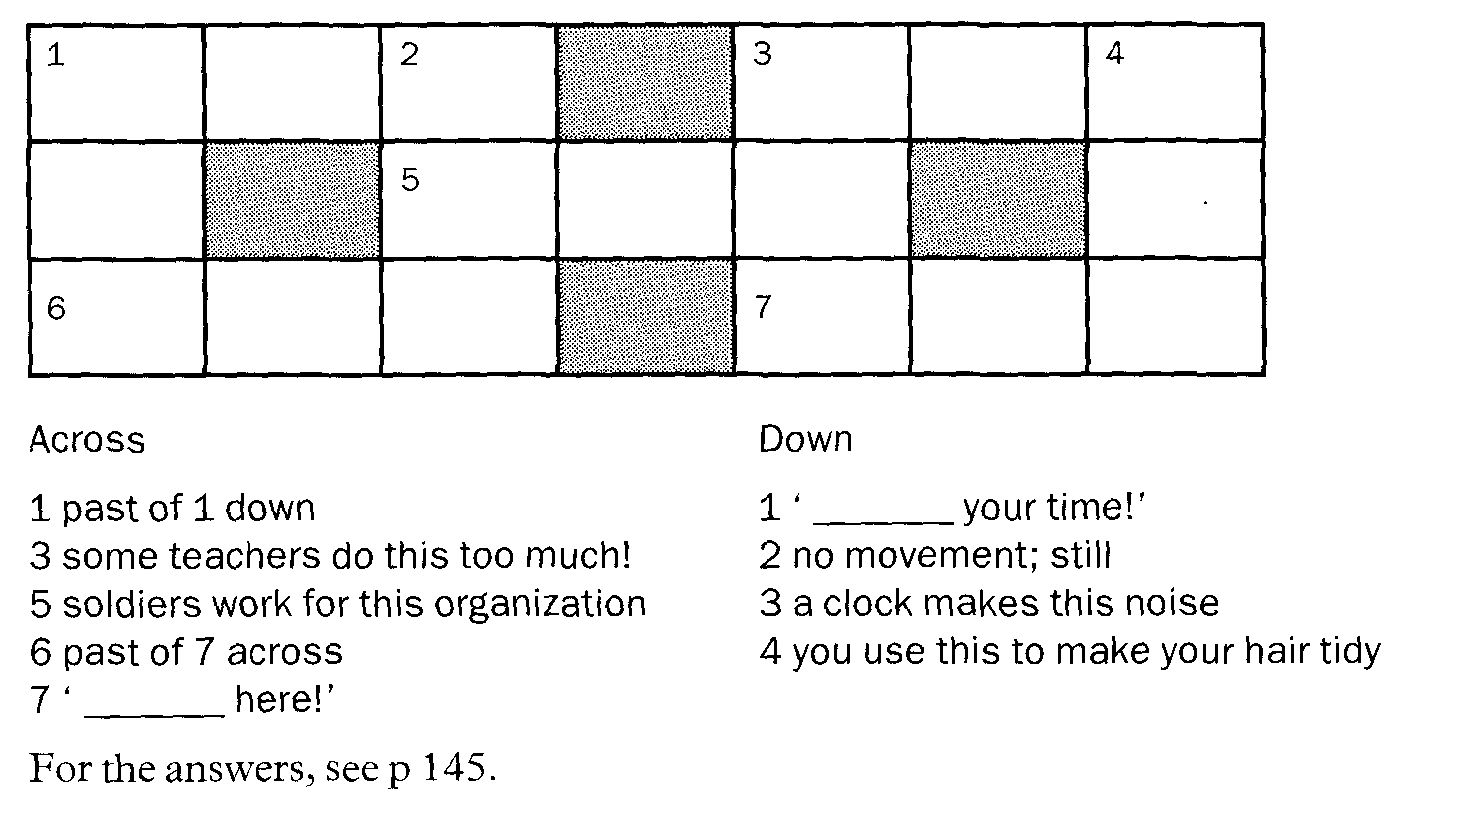 1 2 3 4
5
6 7
Across
1 past of 1 down
3 some teachers do this too much!
5 soldiers work for this organization
6 past of 7 across
7 ‘ ______ here!’
Down
1 ‘ ______ your time!’
2 no movement; still
3 a clock makes this noise
4 you use this to make your hair tidy
For the answers, see p 145.